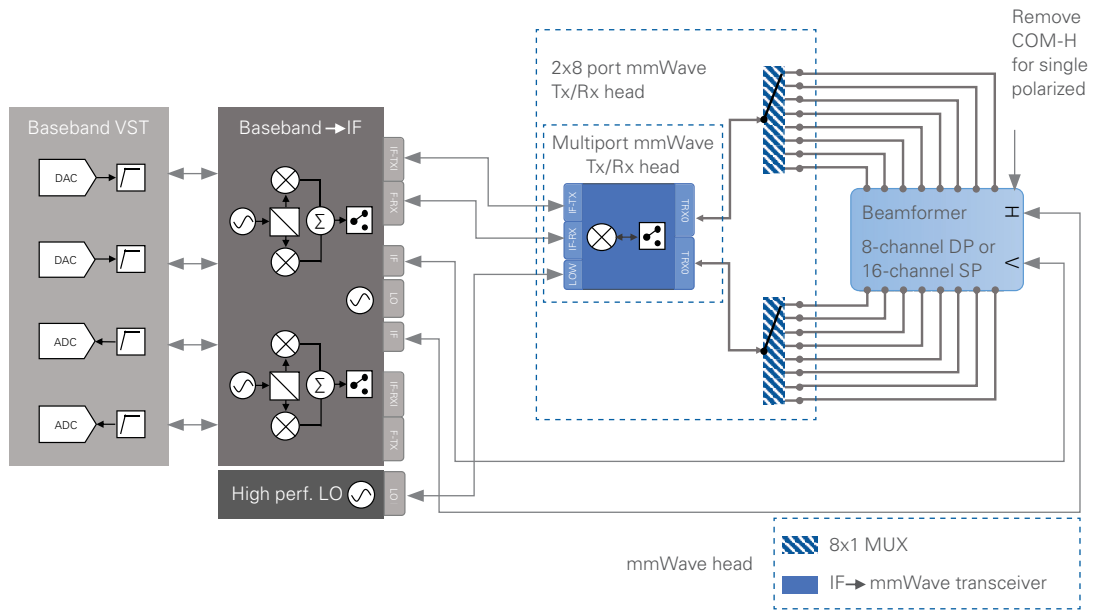 Remove
COM-H
for single
polarized
2x8 port mmWave
Tx/Rx head
Multiport mmWave
Tx/Rx head
Baseband VST
DAC
DAC
ADC
ADC
Baseband → IF
Σ
Σ
IF-TXI
F-RX
IF
LO
IF
IF-RXI
F-TX
High perf. LO
LO
IF-TX
IF-RX
LOW
TRX0
TRX0
Beamformer
8-channel DP or
16-channel SP
H
V
mmWave head
8x1 MUX
IF → mmWave transceiver